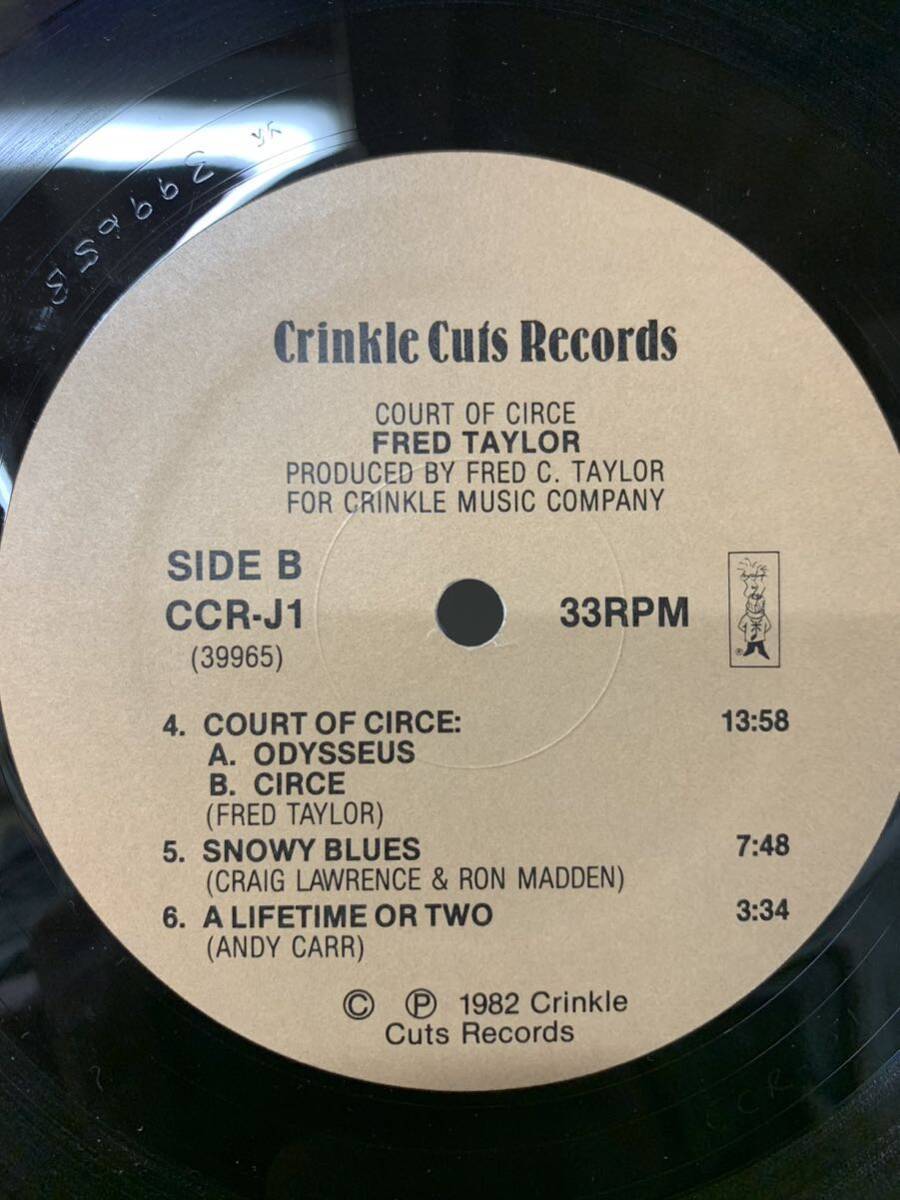 39965B
Crinkle Cuts Records
COURT OF CIRCE
FRED TAYLOR
PRODUCED BY FRED C. TAYLOR
FOR CRINKLE MUSIC COMPANY
SIDE B
CCR-J1
(39965)
33RPM
®
4. COURT OF CIRCE: 13:58
A. ODYSSEUS
B. CIRCE
(FRED TAYLOR)
5. SNOWY BLUES 7:48
(CRAIG LAWRENCE & RON MADDEN)
6. A LIFETIME OR TWO 3:34
(ANDY CARR)
© ℗ 1982 Crinkle
Cuts Records
CCR